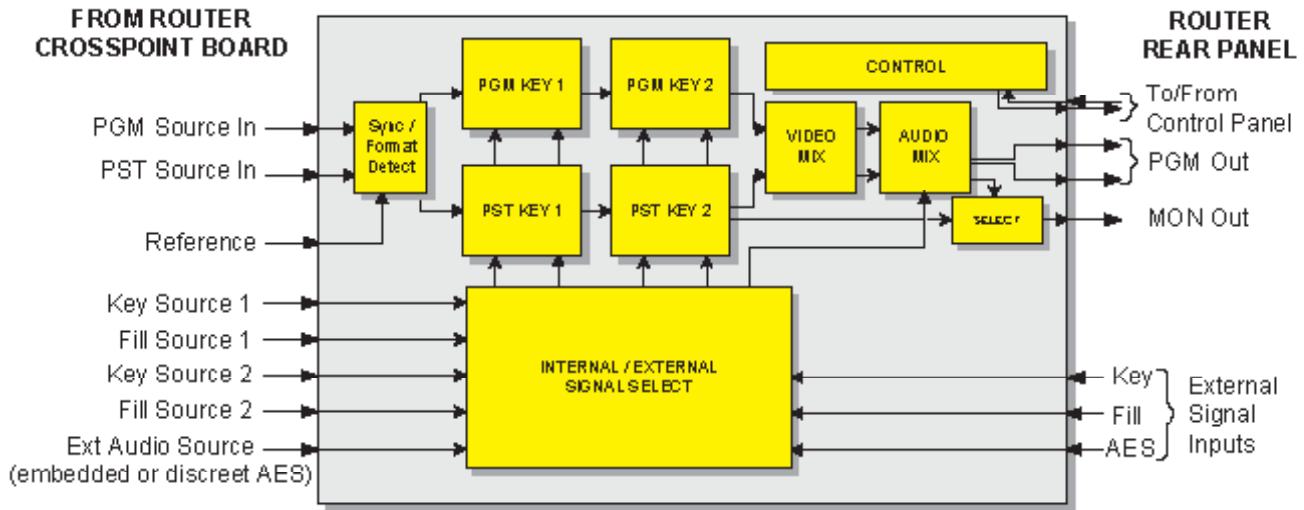 FROM ROUTER
CROSSPOINT BOARD
ROUTER
REAR PANEL
PGM Source In
PST Source In
Reference
Key Source 1
Fill Source 1
Key Source 2
Fill Source 2
Ext Audio Source
(embedded or discreet AES)
Sync /
Format
Detect
PGM KEY 1
PGM KEY 2
PST KEY 1
PST KEY 2
CONTROL
VIDEO
MIX
AUDIO
MIX
SELECT
INTERNAL / EXTERNAL
SIGNAL SELECT
To/From
Control Panel
PGM Out
MON Out
Key
Fill
AES
External
Signal
Inputs